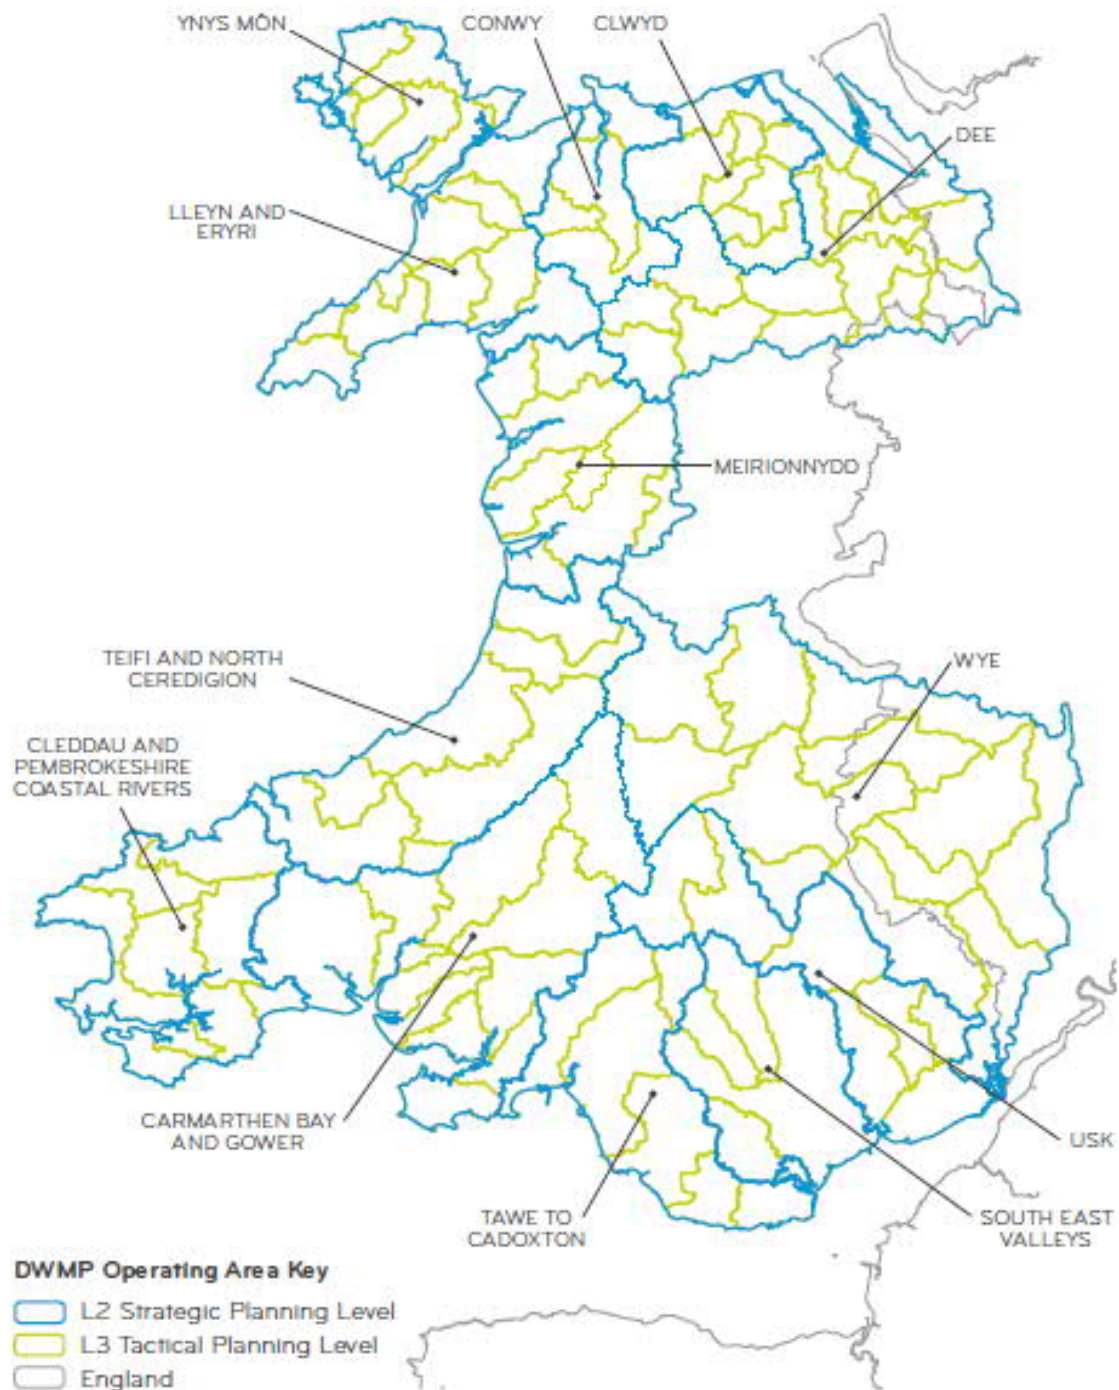 YNYS MÔN
CONWY
CLWYD
DEE
LLEYN AND
ERYRI
MEIRIONNYDD
TEIFI AND NORTH
CEREDIGION
WYE
CLEDDAU AND
PEMBROKESHIRE
COASTAL RIVERS
CARMARTHEN BAY
AND GOWER
USK
TAWE TO
CADOXTON
SOUTH EAST
VALLEYS
DWMP Operating Area Key
L2 Strategic Planning Level
L3 Tactical Planning Level
England